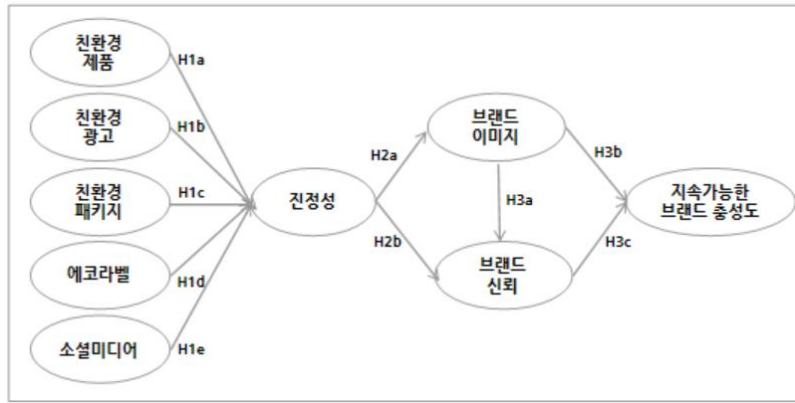 친환경
제품
H1a
친환경
광고
H1b
친환경
패키지
H1c
에코라벨
H1d
소셜미디어
H1e
진정성
H2a
H2b
브랜드
이미지
H3a
브랜드
신뢰
H3b
H3c
지속가능한
브랜드 충성도